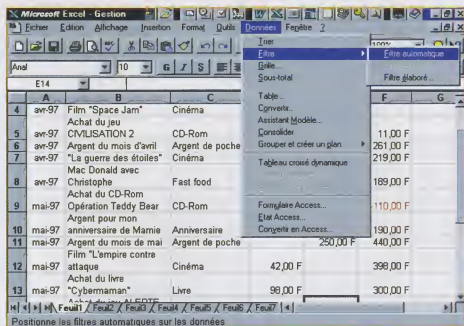 Microsoft Excel - Gestion
Fichier Edition Affichage Insertion Format Outils Données Fenêtre ?
Arial 10 G I S
E14
Trier
Filtre
Grille...
Sous-total
Table...
Convertir...
Assistant Modèle...
Consolider
Grouper et créer un plan
Tableau croisé dynamique
Formulaire Access...
Etat Access...
Convertir en Access...
Filtre automatique
Filtre élaboré...
A B C F G
4 avr-97 Film "Space Jam" Cinéma
Achat du jeu
5 avr-97 CIVILISATION 2 CD-Rom 11,00 F
6 avr-97 Argent du mois d'avril Argent de poche 261,00 F
7 avr-97 "La guerre des étoiles" Cinéma 219,00 F
Mac Donald avec
8 avr-97 Christophe Fast food 189,00 F
Achat du CD-Rom
9 mai-97 Opération Teddy Bear CD-Rom -110,00 F
Argent pour mon
10 mai-97 anniversaire de Mamie Anniversaire 190,00 F
11 mai-97 Argent du mois de mai Argent de poche 250,00 F 440,00 F
Film "L'empire contre
12 mai-97 attaque Cinéma 42,00 F 398,00 F
Achat du livre
13 mai-97 "Cybermaman" Livre 98,00 F 300,00 F
Feuil1 Feuil2 Feuil3 Feuil4 Feuil5 Feuil6 Feuil7
Positionne les filtres automatiques sur les données